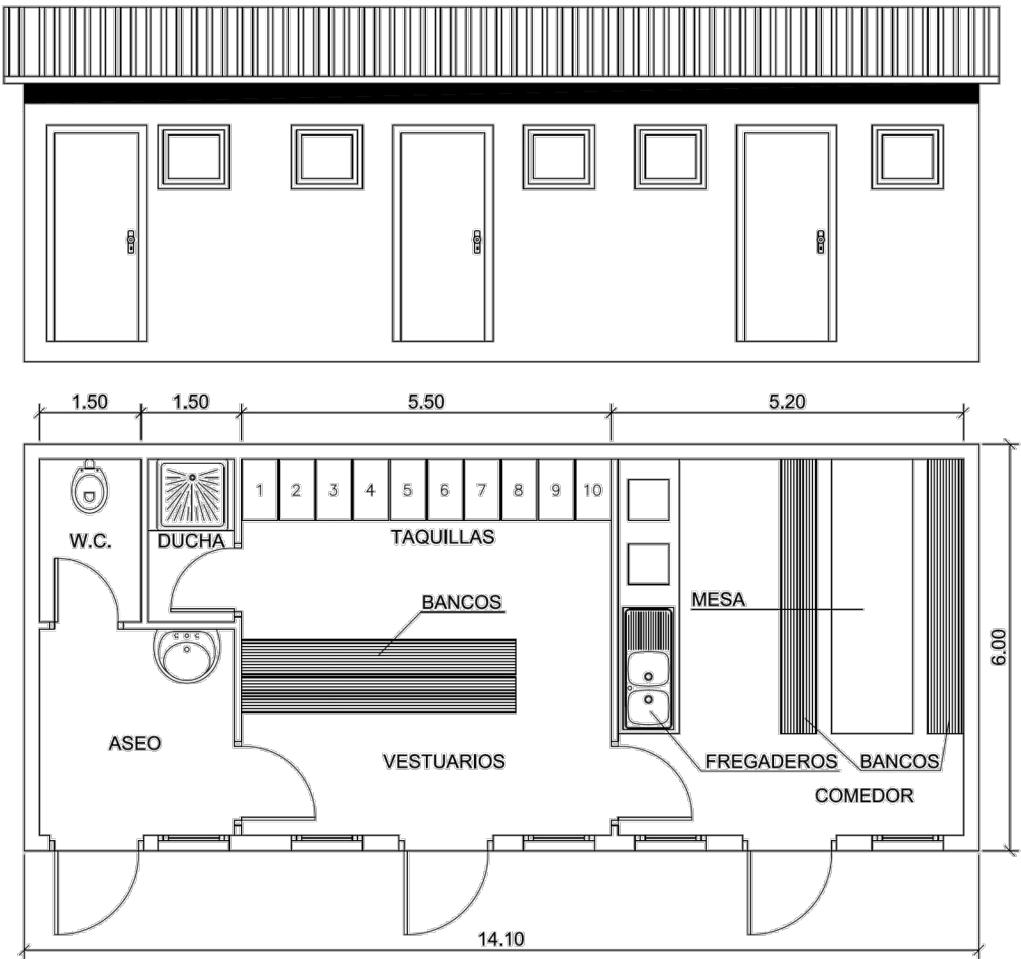 1.50 1.50 5.50 5.20
1 2 3 4 5 6 7 8 9 10
W.C. DUCHA TAQUILLAS
BANCOS
MESA
6.00
ASEO
VESTUARIOS
FREGADEROS BANCOS
COMEDOR
14.10